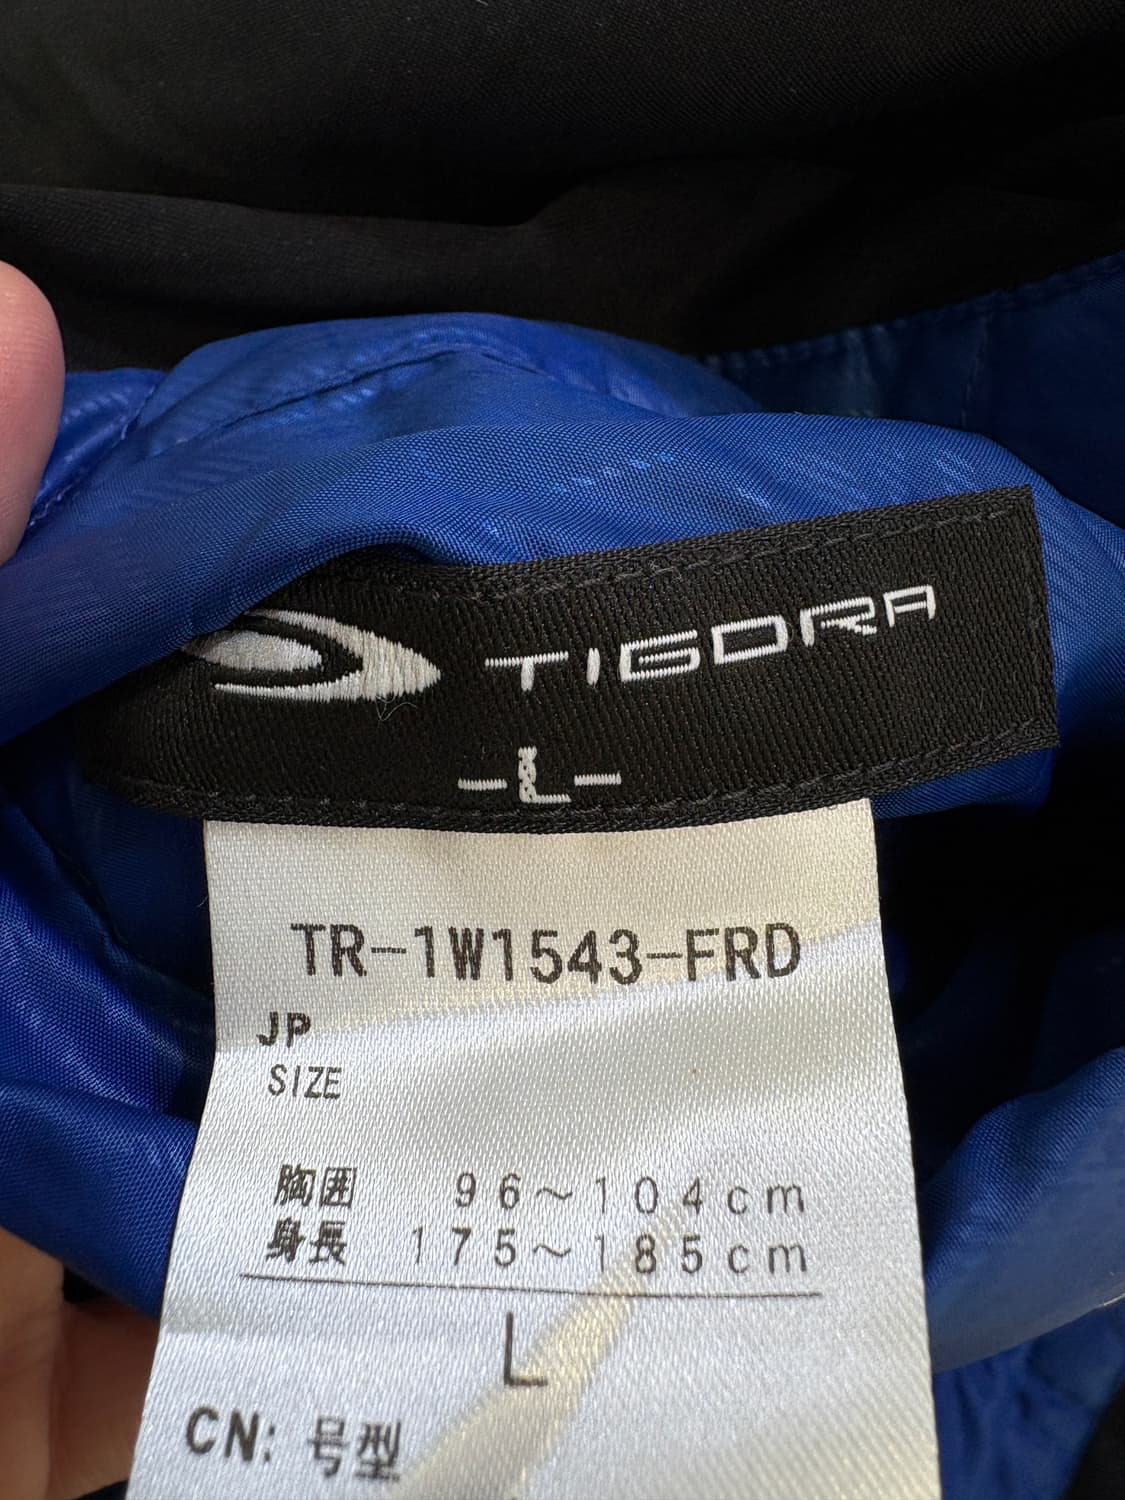 TIGORA
-L-
TR-1W1543-FRD
JP
SIZE
胸囲 96~104cm
身長 175~185cm
L
CN: 号型